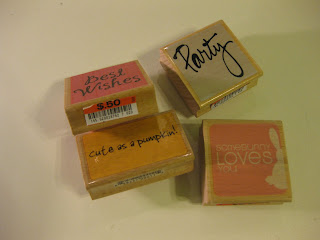 Best
Wishes
$.50
Party
cute as a pumpkin!
somebunny
LOVES
YOU